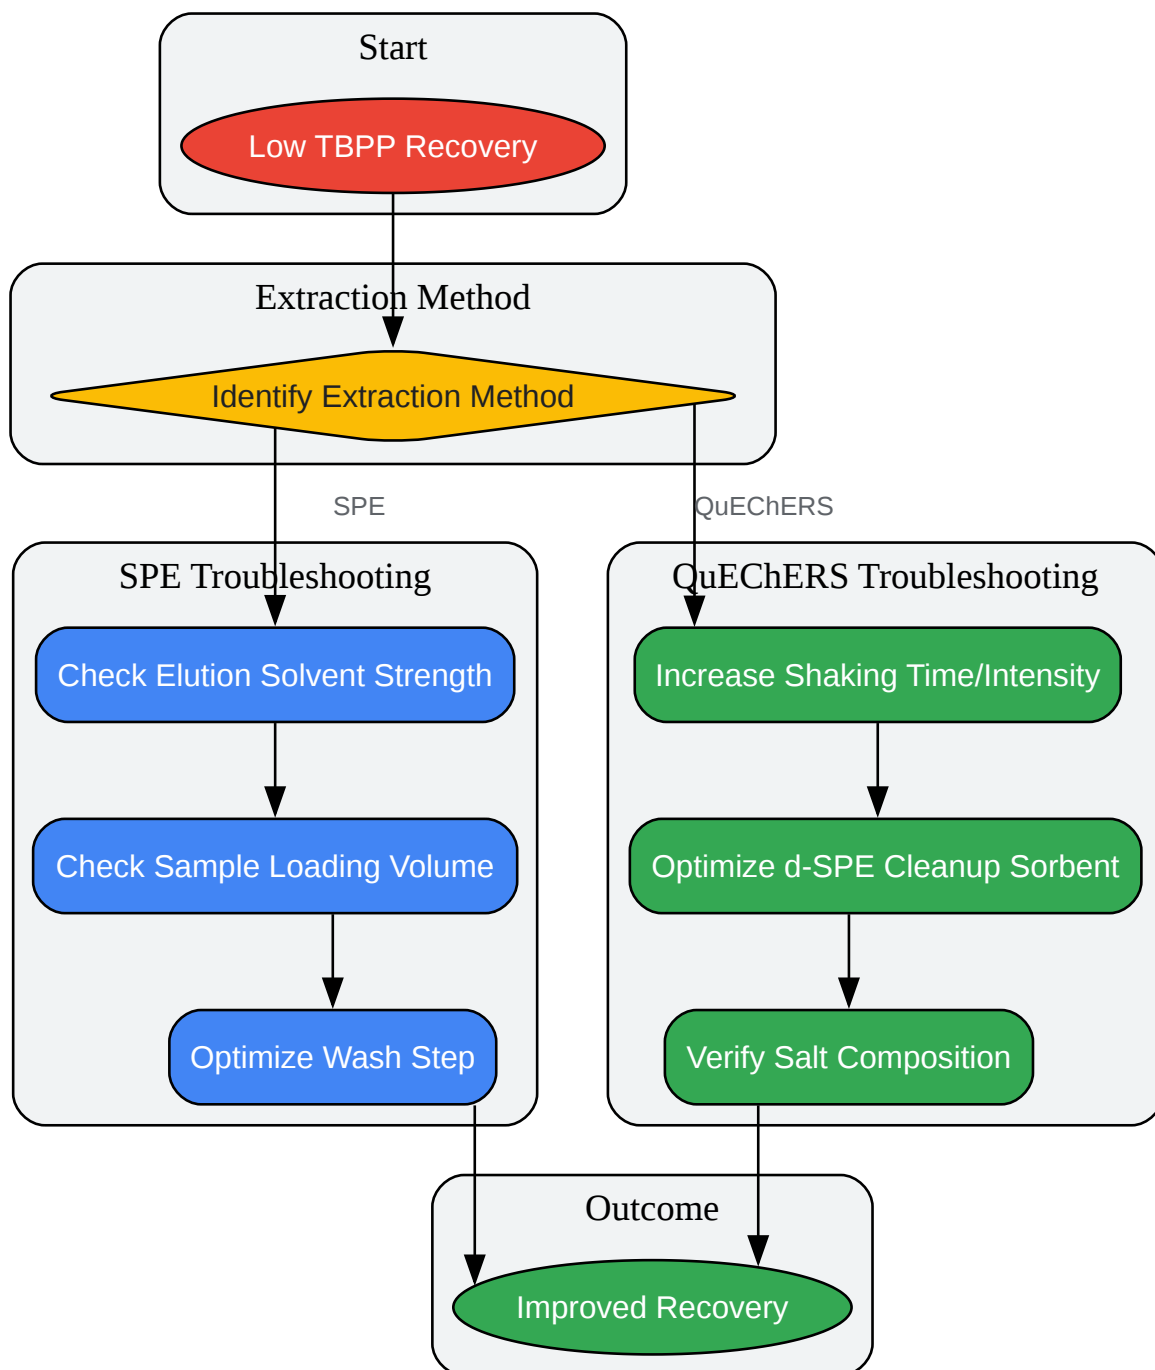 Start
Low TBPP Recovery
Extraction Method
Identify Extraction Method
SPE
QuEChERS
SPE Troubleshooting
QuEChERS Troubleshooting
Check Elution Solvent Strength
Increase Shaking Time/Intensity
Check Sample Loading Volume
Optimize d-SPE Cleanup Sorbent
Optimize Wash Step
Verify Salt Composition
Outcome
Improved Recovery